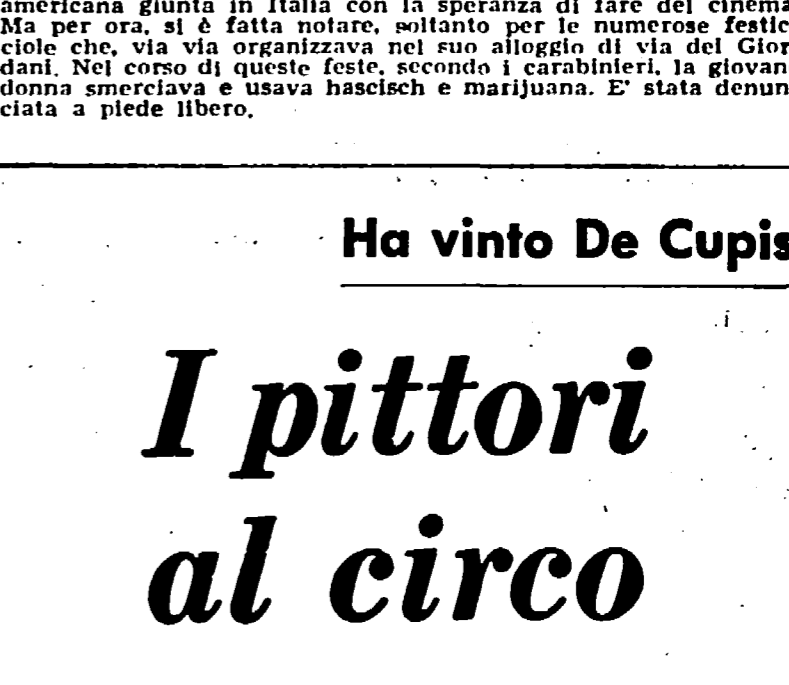 americana giunta in Italia con la speranza di fare del cinema
Ma per ora, si è fatta notare, soltanto per le numerose festic
ciole che, via via organizzava nel suo alloggio di via dei Gior
dani. Nel corso di queste feste, secondo i carabinieri, la giovan
donna smerciava e usava hascisch e marijuana. E' stata denun
ciata a piede libero.
Ha vinto De Cupis
I pittori
al circo